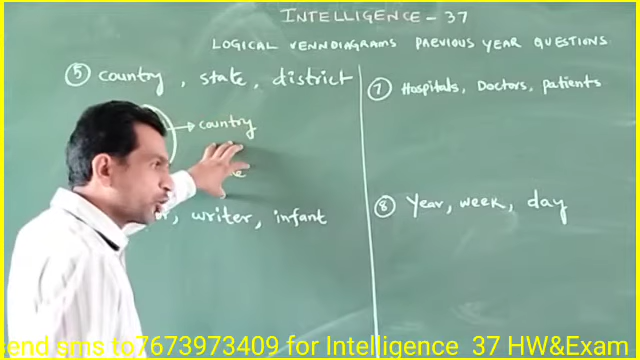 INTELLIGENCE - 37
LOGICAL VENNDIAGRAMS PREVIOUS YEAR QUESTIONS
⑤ country, state, district
country
writer, infant
⑦ Hospitals, Doctors, patients
⑧ Year, week, day
send sms to7673973409 for Intelligence 37 HW&Exam